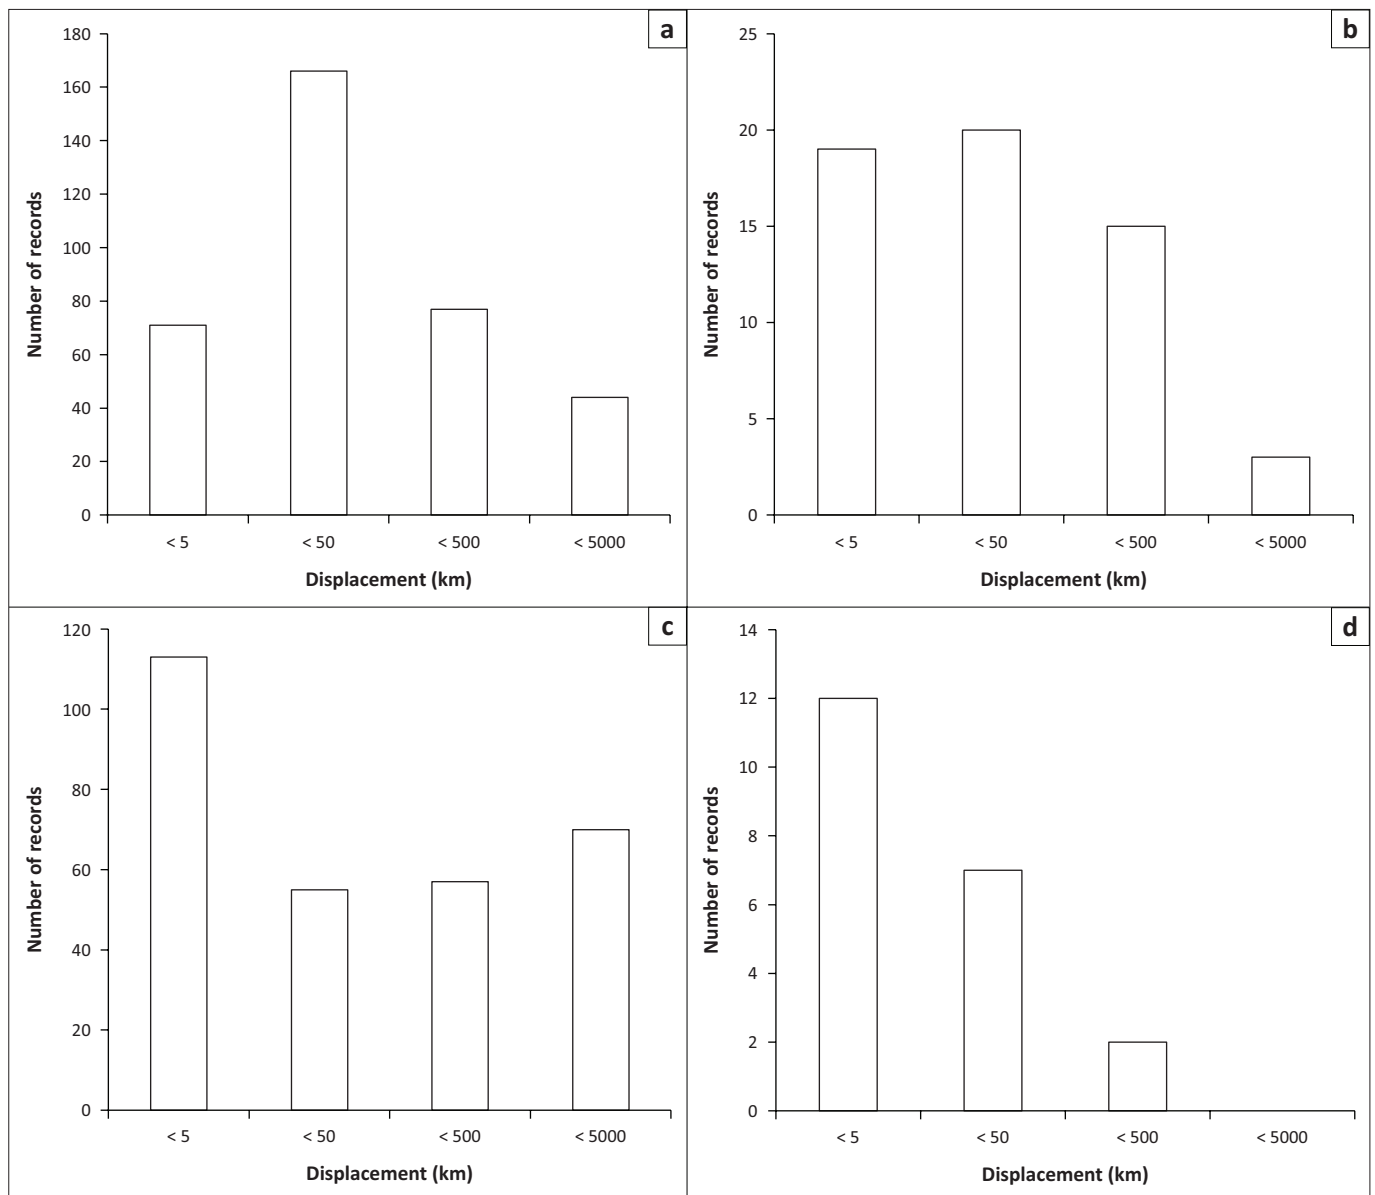 a
180
160
140
120
100
80
60
40
20
0
Number of records
< 5 < 50 < 500 < 5000
Displacement (km)
b
25
20
15
10
5
0
Number of records
< 5 < 50 < 500 < 5000
Displacement (km)
c
120
100
80
60
40
20
0
Number of records
< 5 < 50 < 500 < 5000
Displacement (km)
d
14
12
10
8
6
4
2
0
Number of records
< 5 < 50 < 500 < 5000
Displacement (km)